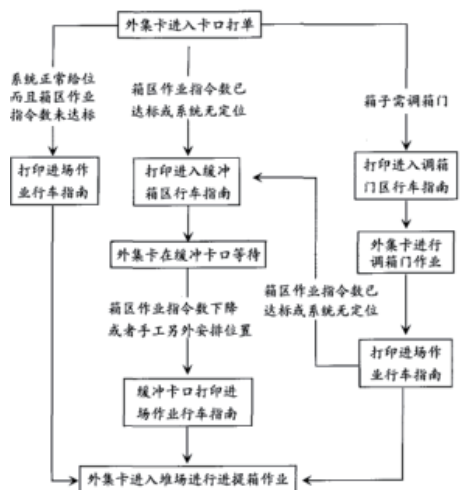 外集卡进入卡口打单
系统正常给位
而且箱区作业
指令数未达标
箱区作业指令数已
达标或系统无定位
箱子需调箱门
打印进场作
业行车指南
打印进入缓冲
箱区行车指南
打印进入调箱
门区行车指南
外集卡在缓冲卡口等待
外集卡进行
调箱门作业
箱区作业指令数下降
或者手工另外安排位置
箱区作业指令数已
达标或系统无定位
缓冲卡口打印进
场作业行车指南
打印进场作
业行车指南
外集卡进入堆场进行进提箱作业